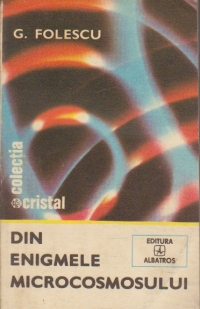 G. FOLESCU
colecția
cristal
DIN
ENIGMELE
MICROCOSMOSULUI
EDITURA
ALBATROS